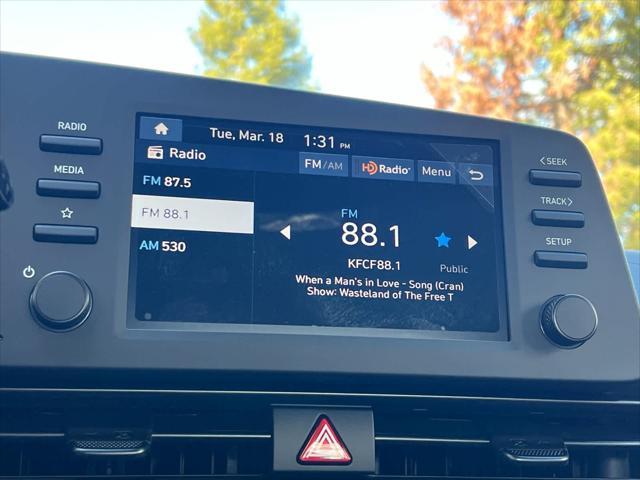 Tue, Mar. 18 1:31 PM
Radio FM/AM HD Radio Menu
FM 87.5
FM 88.1
AM 530
FM
88.1
KFCF88.1
Public
When a Man's in Love - Song (Cran)
Show: Wasteland of The Free T
RADIO
MEDIA
<SEEK
TRACK>
SETUP